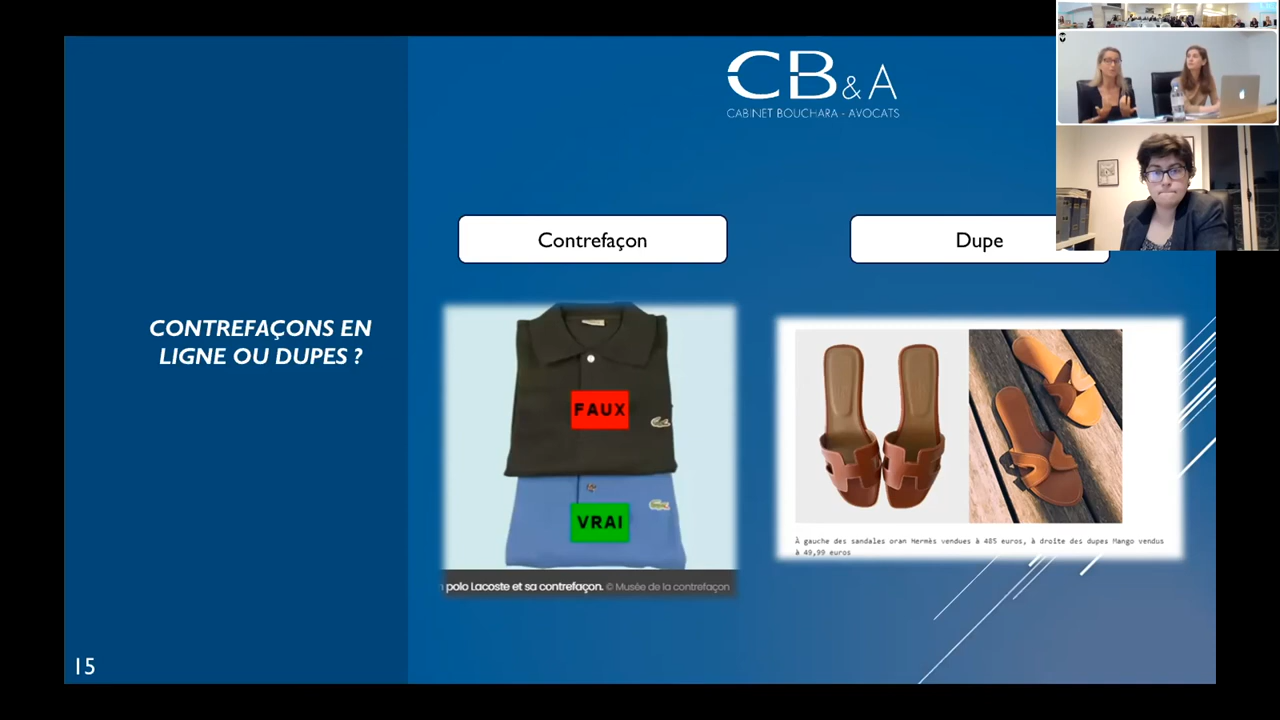 CB & A
CABINET BOUCHARA - AVOCATS
Contrefaçon
Dupe
CONTREFAÇONS EN
LIGNE OU DUPES ?
FAUX
VRAI
polo Lacoste et sa contrefaçon. © Musée de la contrefaçon
À gauche des sandales oran Hermès vendues à 485 euros, à droite des dupes Mango vendus
à 49,99 euros
15